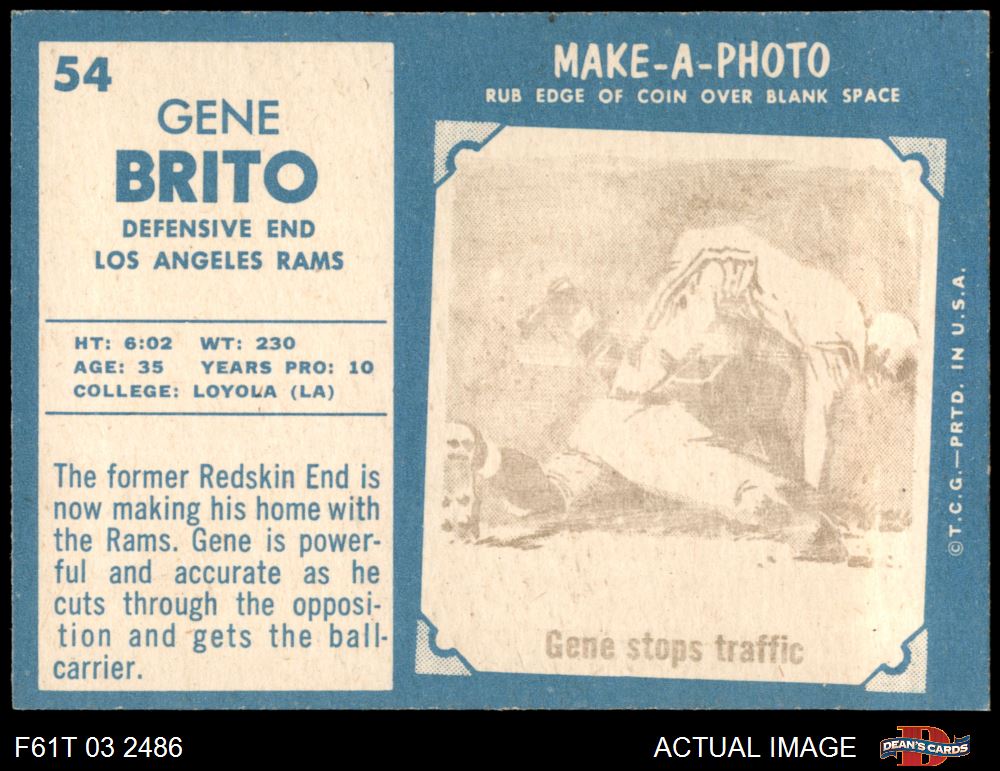 54
GENE
BRITO
DEFENSIVE END
LOS ANGELES RAMS
HT: 6:02 WT: 230
AGE: 35 YEARS PRO: 10
COLLEGE: LOYOLA (LA)
The former Redskin End is
now making his home with
the Rams. Gene is power-
ful and accurate as he
cuts through the opposi-
tion and gets the ball-
carrier.
MAKE-A-PHOTO
RUB EDGE OF COIN OVER BLANK SPACE
Gene stops traffic
©T.C.G.—PRTD. IN U.S.A.
F61T 03 2486
ACTUAL IMAGE
DEAN'S CARDS